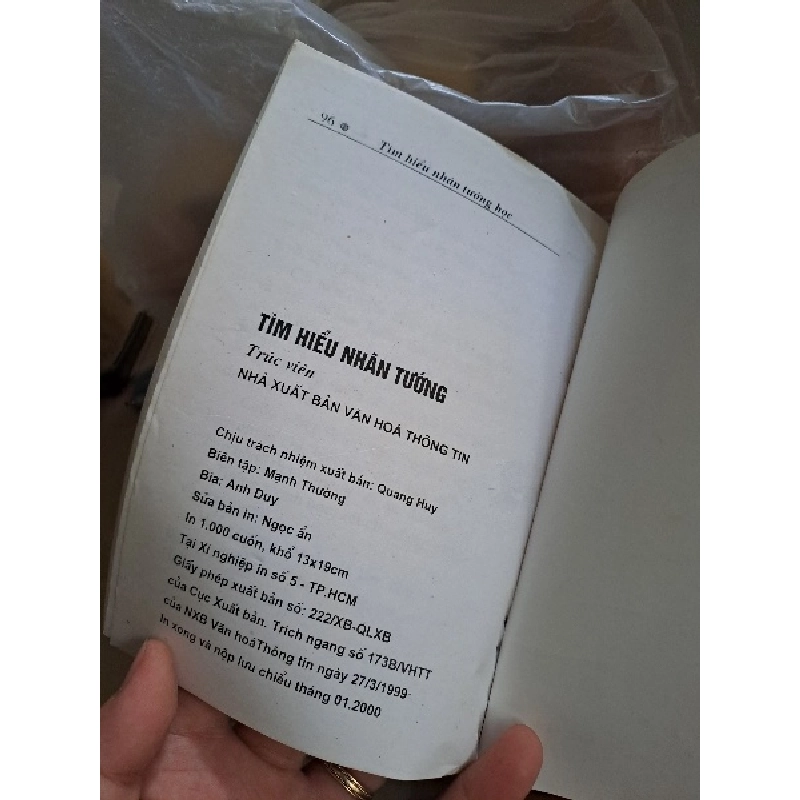 96 Tìm hiểu nhân tướng học
TÌM HIỂU NHÂN TƯỚNG
Trúc viên
NHÀ XUẤT BẢN VĂN HOÁ THÔNG TIN
Chịu trách nhiệm xuất bản: Quang Huy
Biên tập: Mạnh Thường
Bìa: Anh Duy
Sửa bản in: Ngọc ẩn
In 1.000 cuốn, khổ 13x19cm
Tại Xí nghiệp in số 5 - TP.HCM
Giấy phép xuất bản số: 222/XB-QLXB
của Cục Xuất bản. Trích ngang số 173B/VHTT
của NXB Văn hoáThông tin ngày 27/3/1999
In xong và nộp lưu chiểu tháng 01.2000